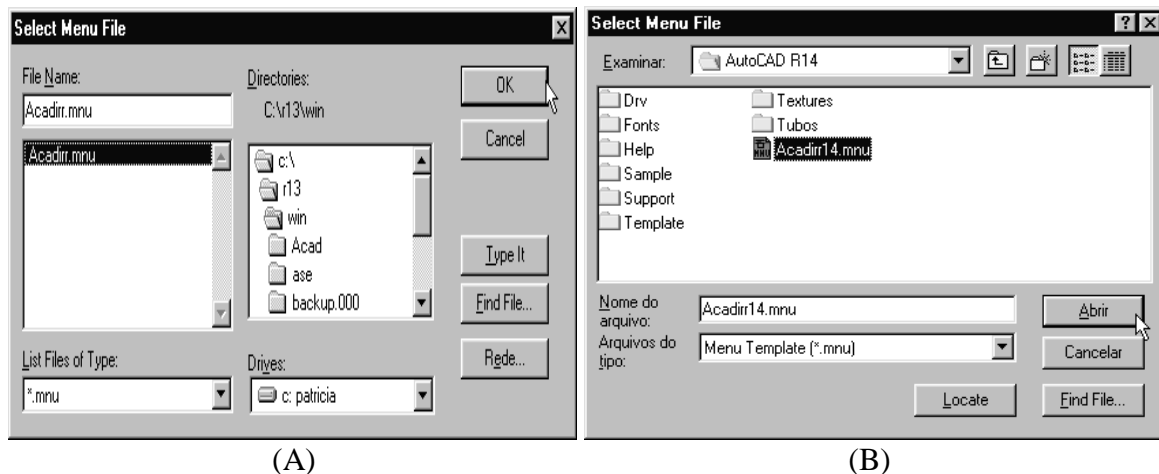 Select Menu File
File Name:
Acadirr.mnu
Acadirr.mnu
List Files of Type:
*.mnu
Directories:
C:\r13\win
c:\
r13
win
Acad
ase
backup.000
Drives:
c: patricia
OK
Cancel
Type It
Find File...
Rede...
(A)
Select Menu File
Examinar:
AutoCAD R14
Drv
Fonts
Help
Sample
Support
Template
Textures
Tubos
Acadirr14.mnu
Nome do
arquivo:
Acadirr14.mnu
Abrir
Arquivos do
tipo:
Menu Template (*.mnu)
Cancelar
Locate
Find File...
(B)